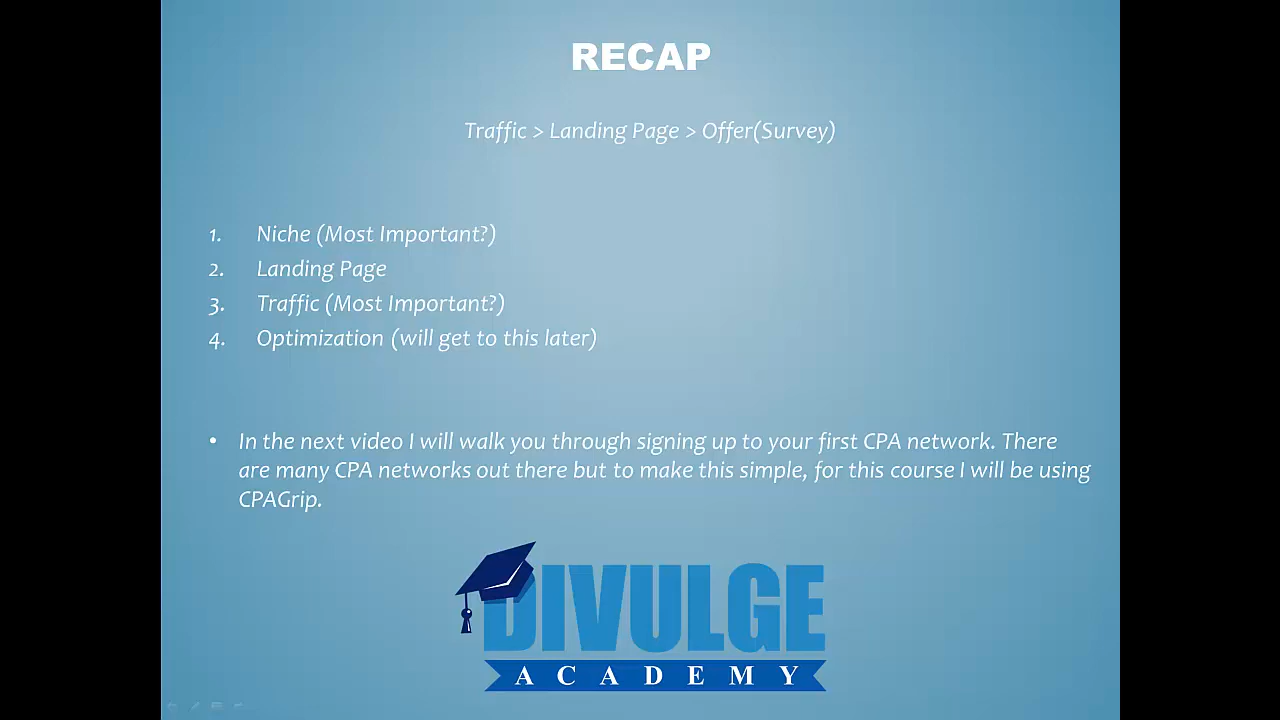 RECAP
Traffic > Landing Page > Offer(Survey)
1. Niche (Most Important?)
2. Landing Page
3. Traffic (Most Important?)
4. Optimization (will get to this later)
• In the next video I will walk you through signing up to your first CPA network. There
are many CPA networks out there but to make this simple, for this course I will be using
CPAGrip.
DIVULGE
ACADEMY